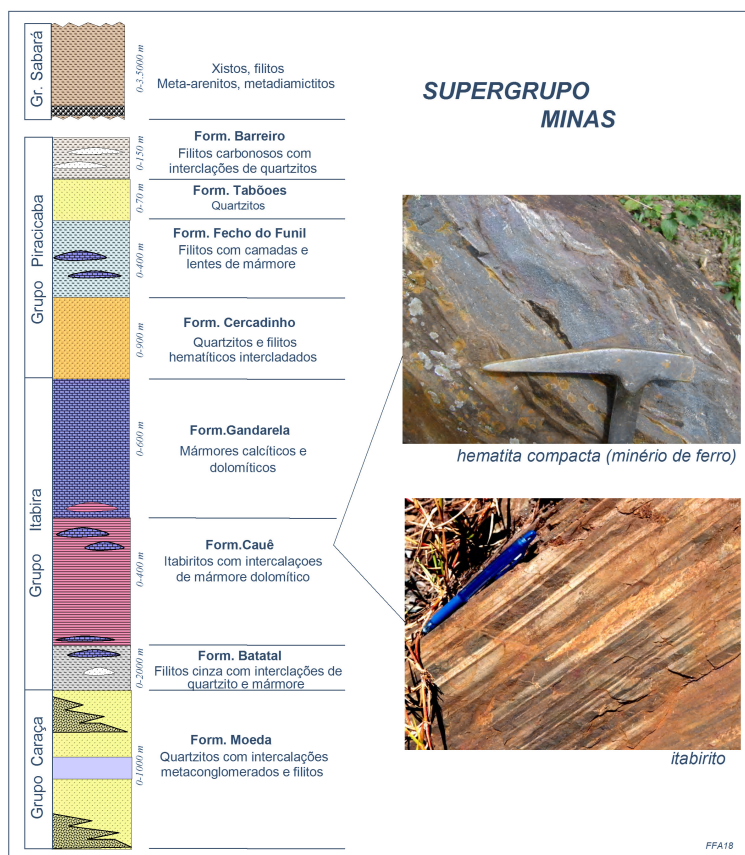 SUPERGRUPO
MINAS
Gr. Sabará
0-3.5000 m
Xistos, filitos
Meta-arenitos, metadiamictitos
Grupo Piracicaba
0-150 m
Form. Barreiro
Filitos carbonosos com
interclações de quartzitos
0-70 m
Form. Tabõoes
Quartzitos
0-400 m
Form. Fecho do Funil
Filitos com camadas e
lentes de mármore
0-900 m
Form. Cercadinho
Quartzitos e filitos
hematíticos intercladados
Grupo Itabira
0-600 m
Form.Gandarela
Mármores calcíticos e
dolomíticos
0-400 m
Form.Cauê
Itabiritos com intercalaçoes
de mármore dolomítico
0-2000 m
Form. Batatal
Filitos cinza com interclações de
quartzito e mármore
Grupo Caraça
0-1000 m
Form. Moeda
Quartzitos com intercalações
metaconglomerados e filitos
hematita compacta (minério de ferro)
itabirito
FFA18